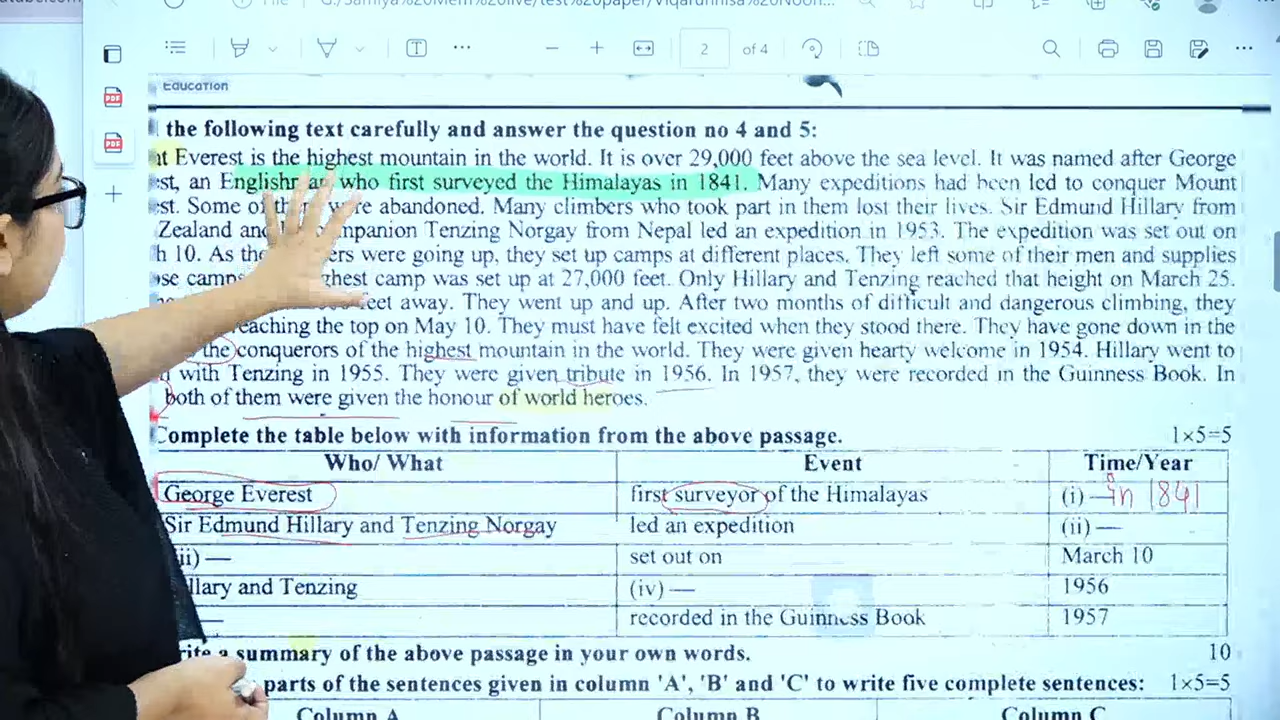 2 of 4
Education
the following text carefully and answer the question no 4 and 5:
Everest is the highest mountain in the world. It is over 29,000 feet above the sea level. It was named after George
an Englishman who first surveyed the Himalayas in 1841. Many expeditions had been led to conquer Mount
Some of were abandoned. Many climbers who took part in them lost their lives. Sir Edmund Hillary from
Zealand and companion Tenzing Norgay from Nepal led an expedition in 1953. The expedition was set out on
10. As the were going up, they set up camps at different places. They left some of their men and supplies
camp was set up at 27,000 feet. Only Hillary and Tenzing reached that height on March 25.
feet away. They went up and up. After two months of difficult and dangerous climbing, they
reaching the top on May 10. They must have felt excited when they stood there. They have gone down in the
the conquerors of the highest mountain in the world. They were given hearty welcome in 1954. Hillary went to
with Tenzing in 1955. They were given tribute in 1956. In 1957, they were recorded in the Guinness Book. In
both of them were given the honour of world heroes.
Complete the table below with information from the above passage. 1×5=5
Who/ What Event Time/Year
George Everest first surveyor of the Himalayas (i) — in 1841
Sir Edmund Hillary and Tenzing Norgay led an expedition (ii) —
— set out on March 10
and Tenzing (iv) — 1956
— recorded in the Guinness Book 1957
a summary of the above passage in your own words. 10
parts of the sentences given in column 'A', 'B' and 'C' to write five complete sentences: 1×5=5
Column A Column B Column C